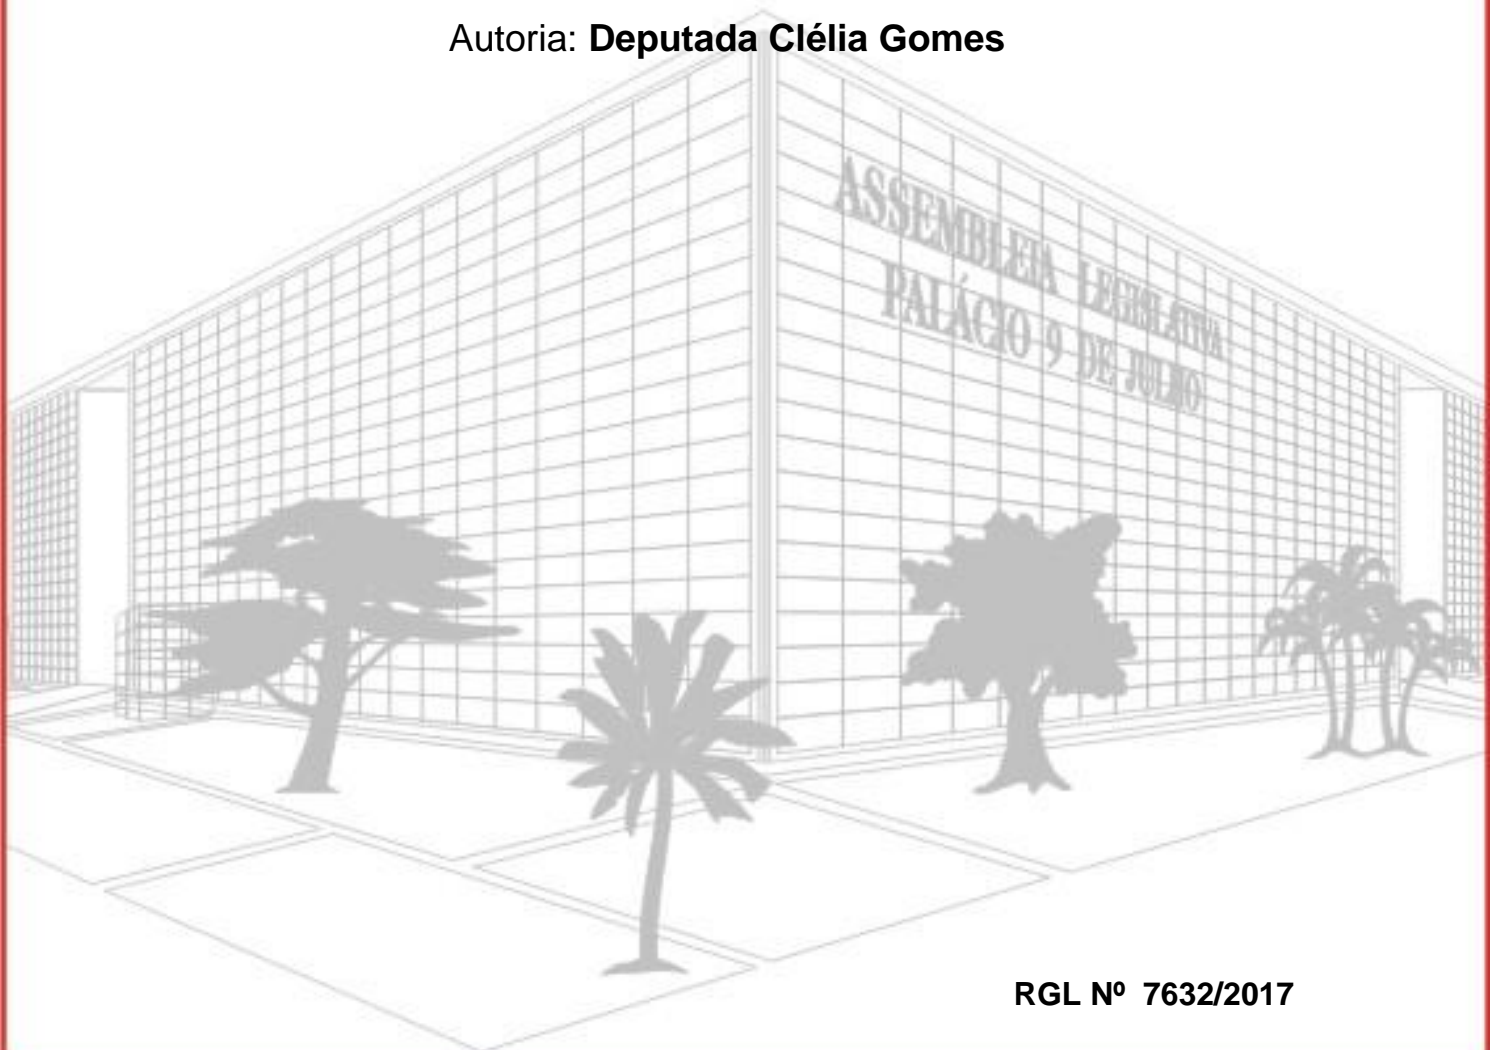 Autoria: Deputada Clélia Gomes
ASSEMBLEIA LEGISLATIVA
PALÁCIO 9 DE JULHO
RGL Nº 7632/2017